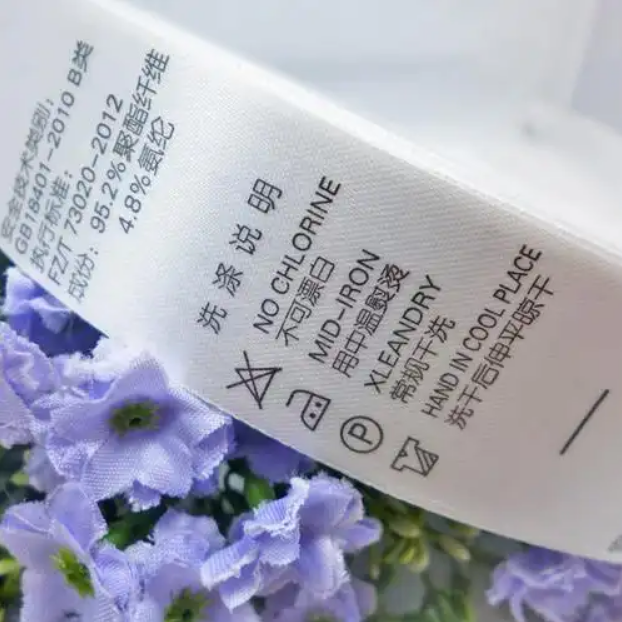 安全技术类别：
GB18401-2010 B类
执行标准：
FZ/T 73020-2012
成份：95.2%聚酯纤维
4.8%氨纶
洗涤说明
NO CHLORINE
不可漂白
MID-IRON
用中温熨烫
XLEANDRY
常规干洗
P
HAND IN COOL PLACE
洗干后申平晾干